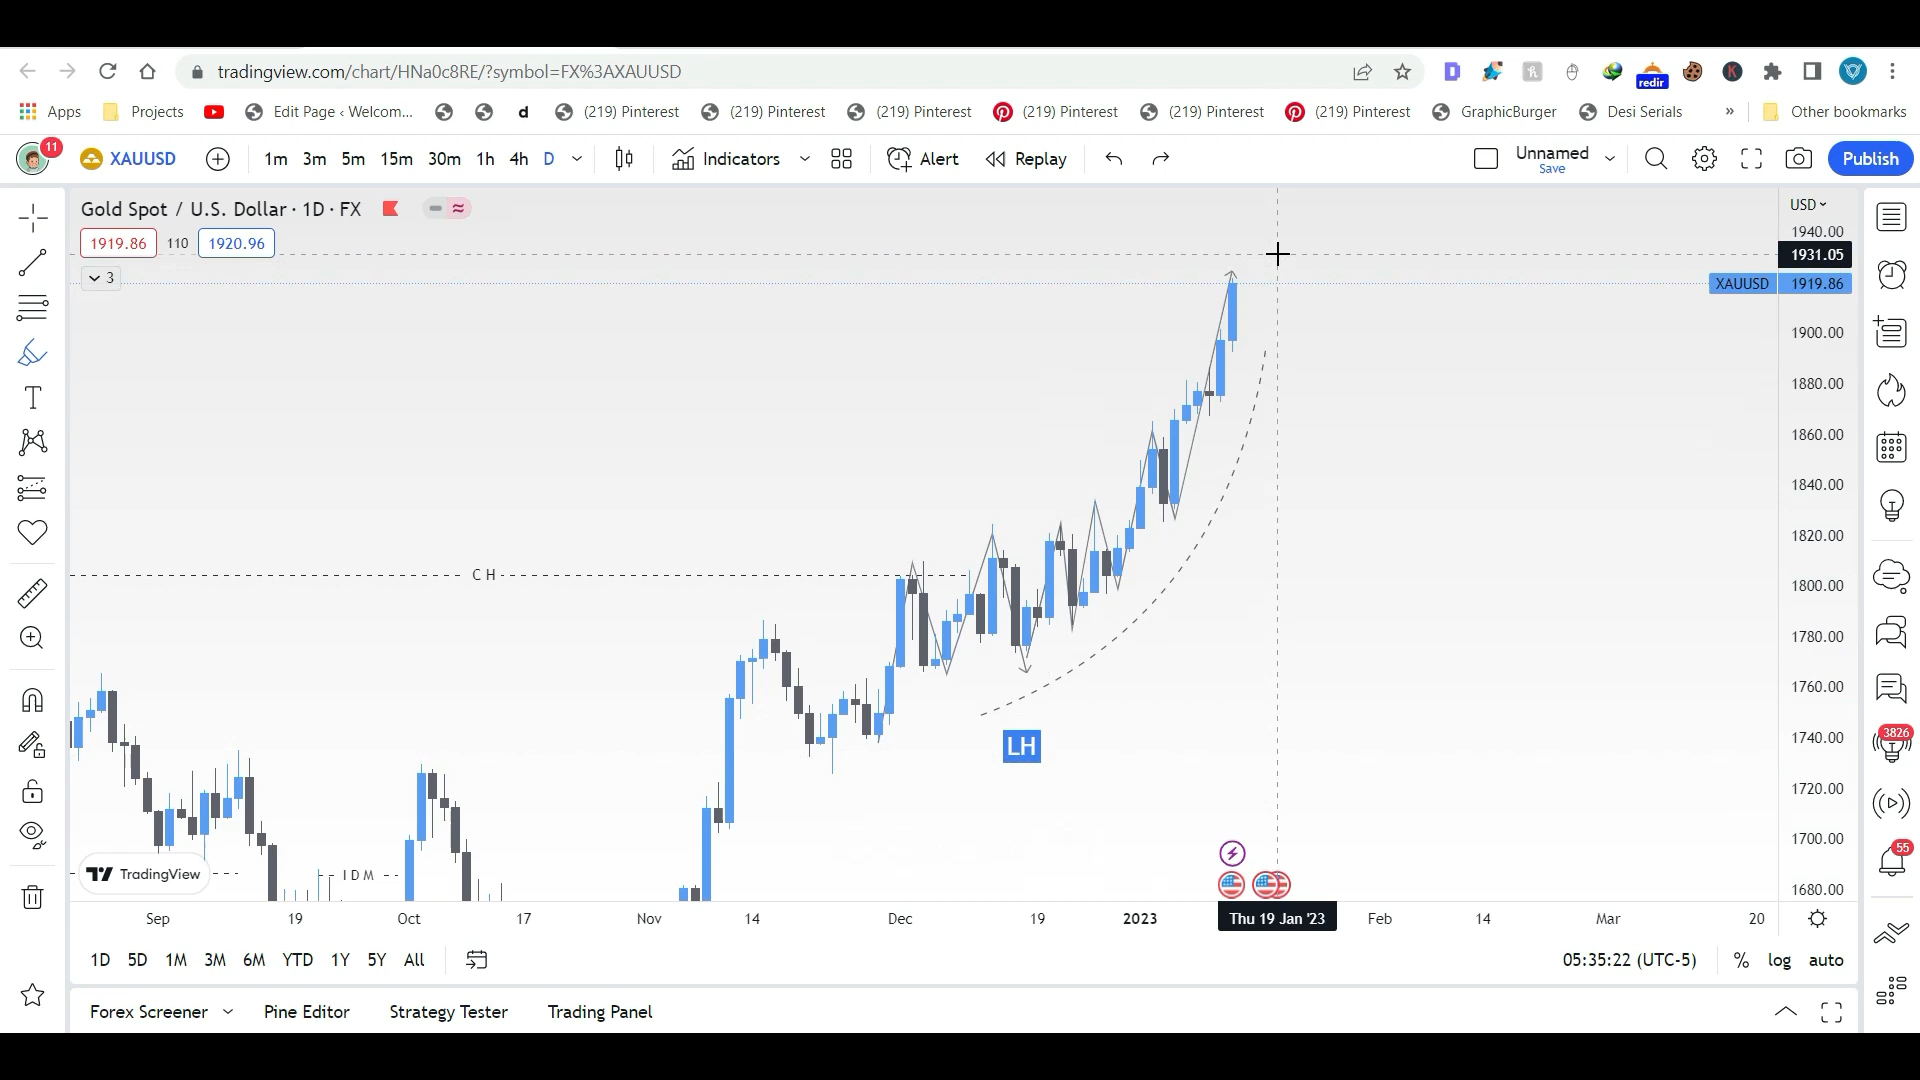 tradingview.com/chart/HNa0c8RE/?symbol=FX%3AXAUUSD
redir
Apps Projects Edit Page ‹ Welcom... d (219) Pinterest (219) Pinterest (219) Pinterest (219) Pinterest (219) Pinterest (219) Pinterest GraphicBurger Desi Serials » Other bookmarks
11 XAUUSD 1m 3m 5m 15m 30m 1h 4h D Indicators Alert Replay Unnamed Save Publish
Gold Spot / U.S. Dollar · 1D · FX
1919.86 110 1920.96
3
USD
1940.00
1931.05
XAUUSD 1919.86
1900.00
1880.00
1860.00
1840.00
1820.00
1800.00
1780.00
1760.00
1740.00
1720.00
1700.00
1680.00
CH
LH
IDM
TradingView
3826
55
Sep 19 Oct 17 Nov 14 Dec 19 2023 Thu 19 Jan '23 Feb 14 Mar 20
1D 5D 1M 3M 6M YTD 1Y 5Y All 05:35:22 (UTC-5) % log auto
Forex Screener Pine Editor Strategy Tester Trading Panel